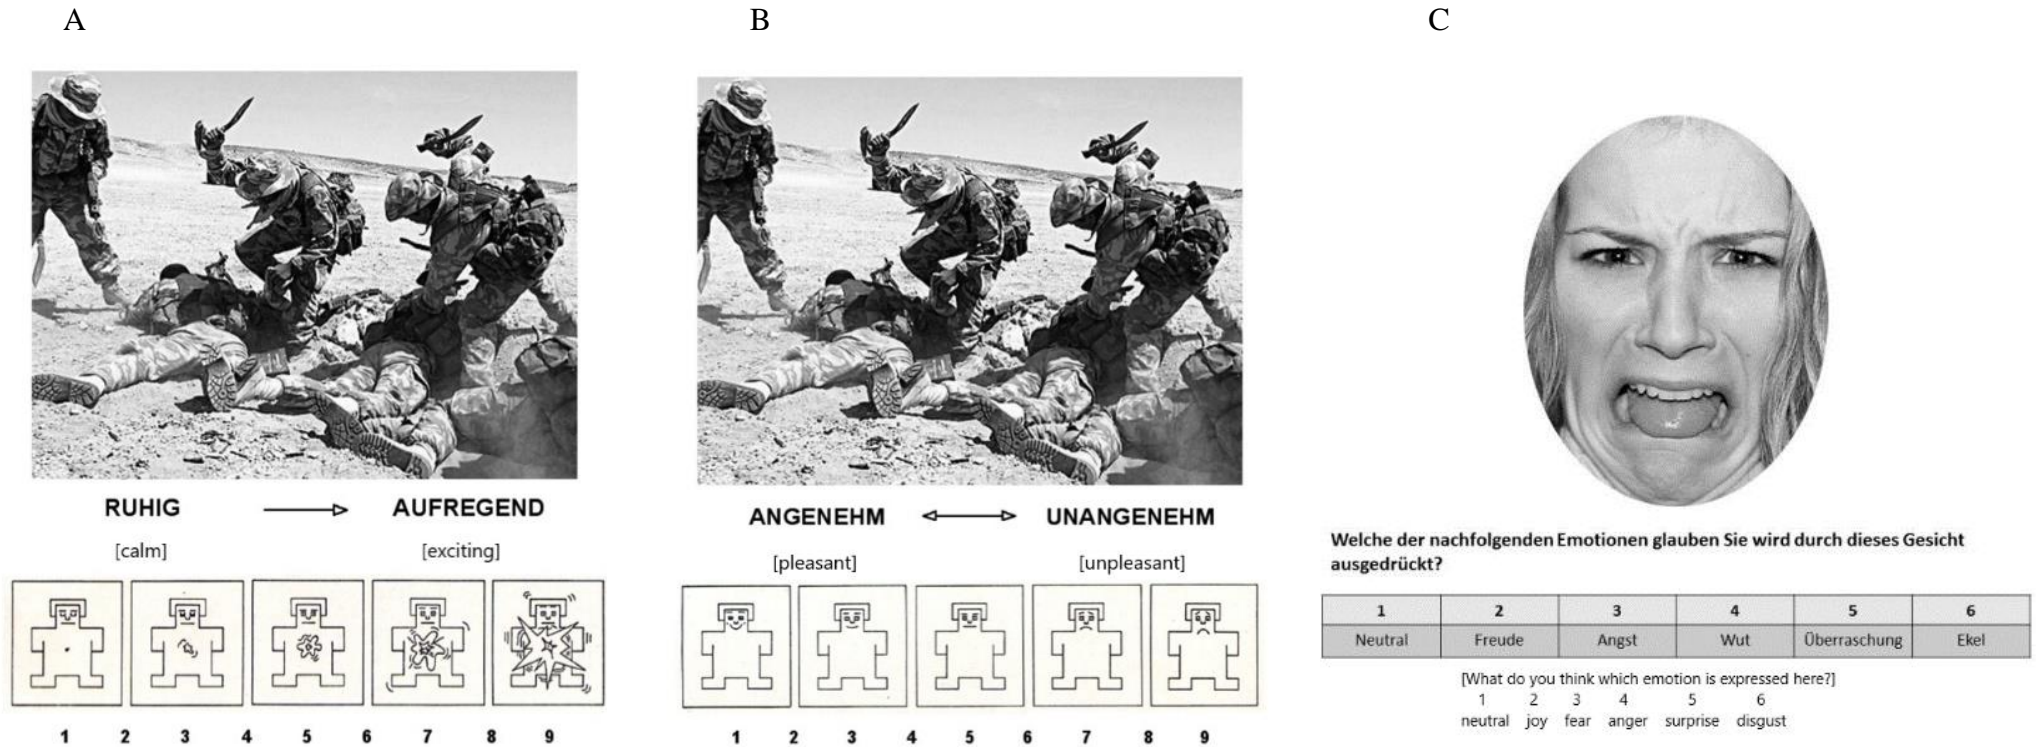 A
B
C
RUHIG AUFREGEND
[calm] [exciting]
1 2 3 4 5 6 7 8 9
ANGENEHM UNANGENEHM
[pleasant] [unpleasant]
1 2 3 4 5 6 7 8 9
Welche der nachfolgenden Emotionen glauben Sie wird durch dieses Gesicht
ausgedrückt?
1 2 3 4 5 6
Neutral Freude Angst Wut Überraschung Ekel
[What do you think which emotion is expressed here?]
1 2 3 4 5 6
neutral joy fear anger surprise disgust